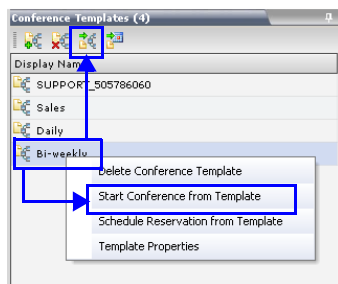 Conference Templates (4)
Display Name
SUPPORT_505786060
Sales
Daily
Bi-weekly
Delete Conference Template
Start Conference from Template
Schedule Reservation from Template
Template Properties